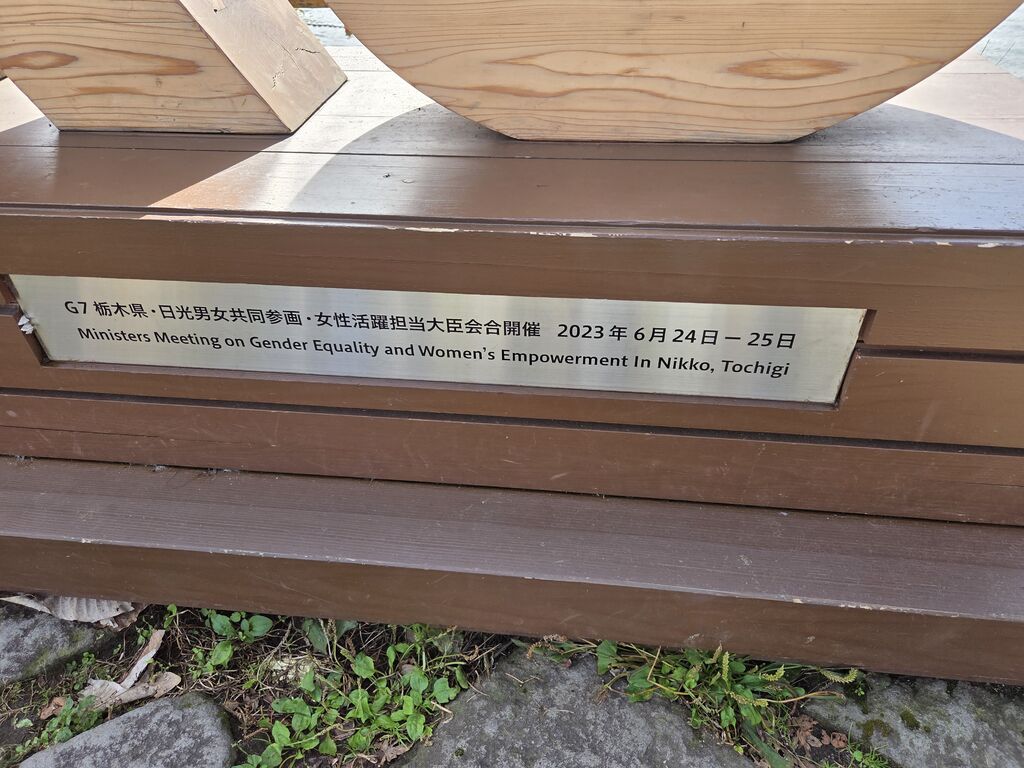 G7 栃木県・日光男女共同参画・女性活躍担当大臣会合開催 2023年6月24日－25日
Ministers Meeting on Gender Equality and Women's Empowerment In Nikko, Tochigi